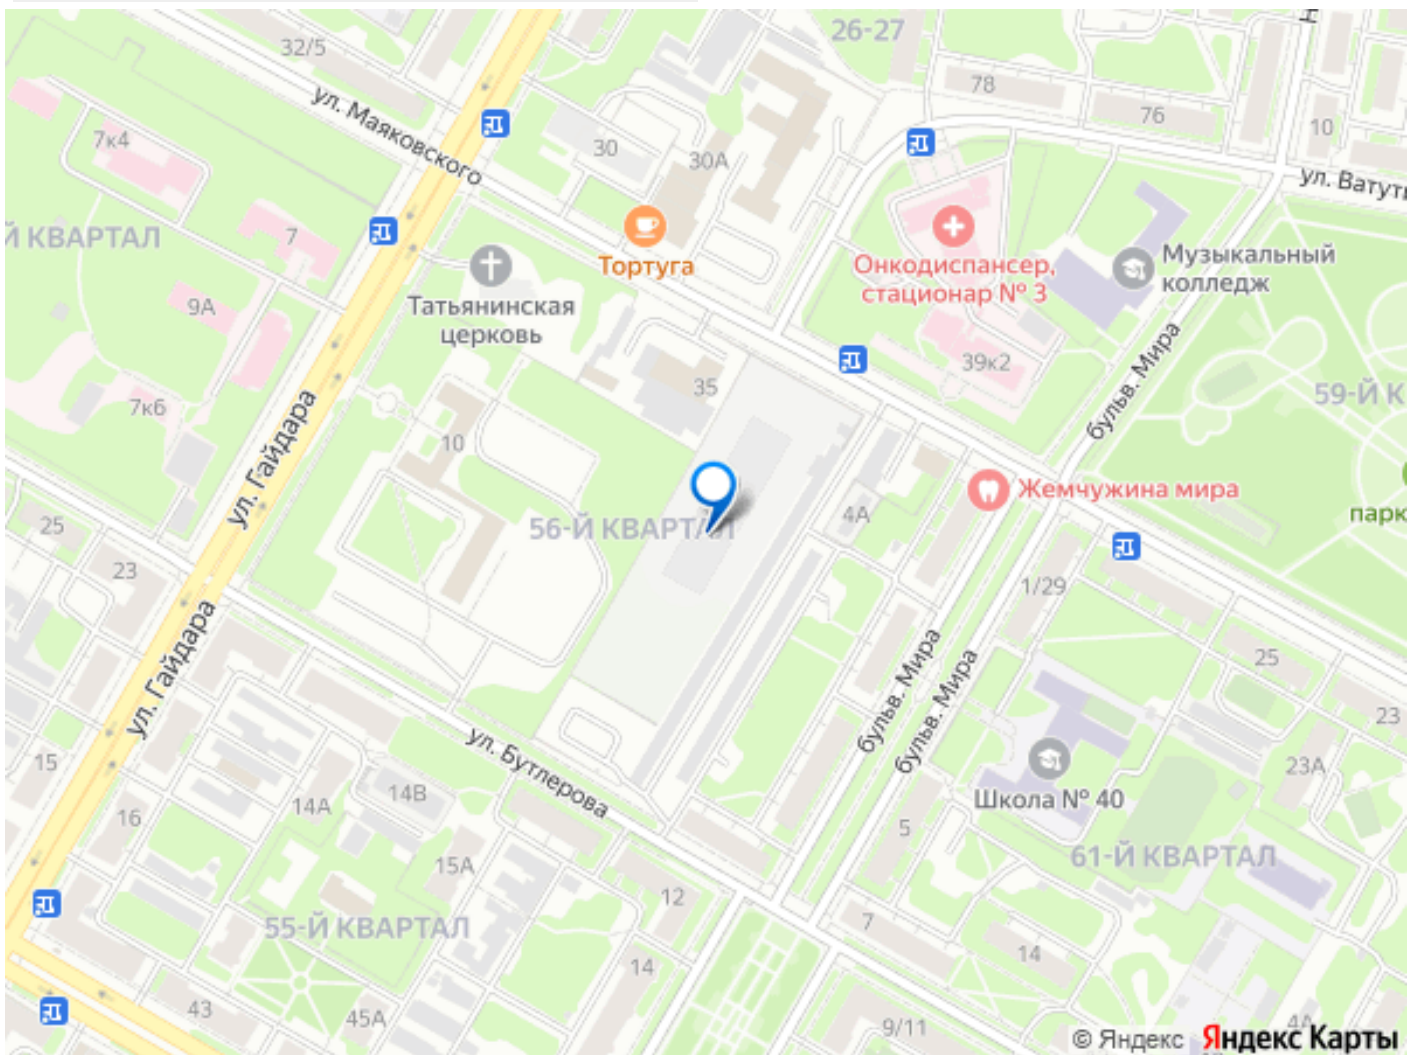 26-27
32/5
78
76
10
ул. Маяковского
7к4
30
30А
ул. Ватути
Й КВАРТАЛ
7
Тортуга
Онкодиспансер,
стационар № 3
Музыкальный
колледж
9А
Татьянинская
церковь
35
39к2
бульв. Мира
59-Й К
7к6
ул. Гайдара
10
56-Й КВАРТАЛ
4А
Жемчужина мира
парк
25
23
1/29
ул. Гайдара
бульв. Мира
бульв. Мира
25
23
15
ул. Бутлерова
14А
14В
16
Школа № 40
23А
5
61-Й КВАРТАЛ
15А
12
55-Й КВАРТАЛ
7
14
14
43
45А
9/11
4А
© Яндекс Яндекс Карты